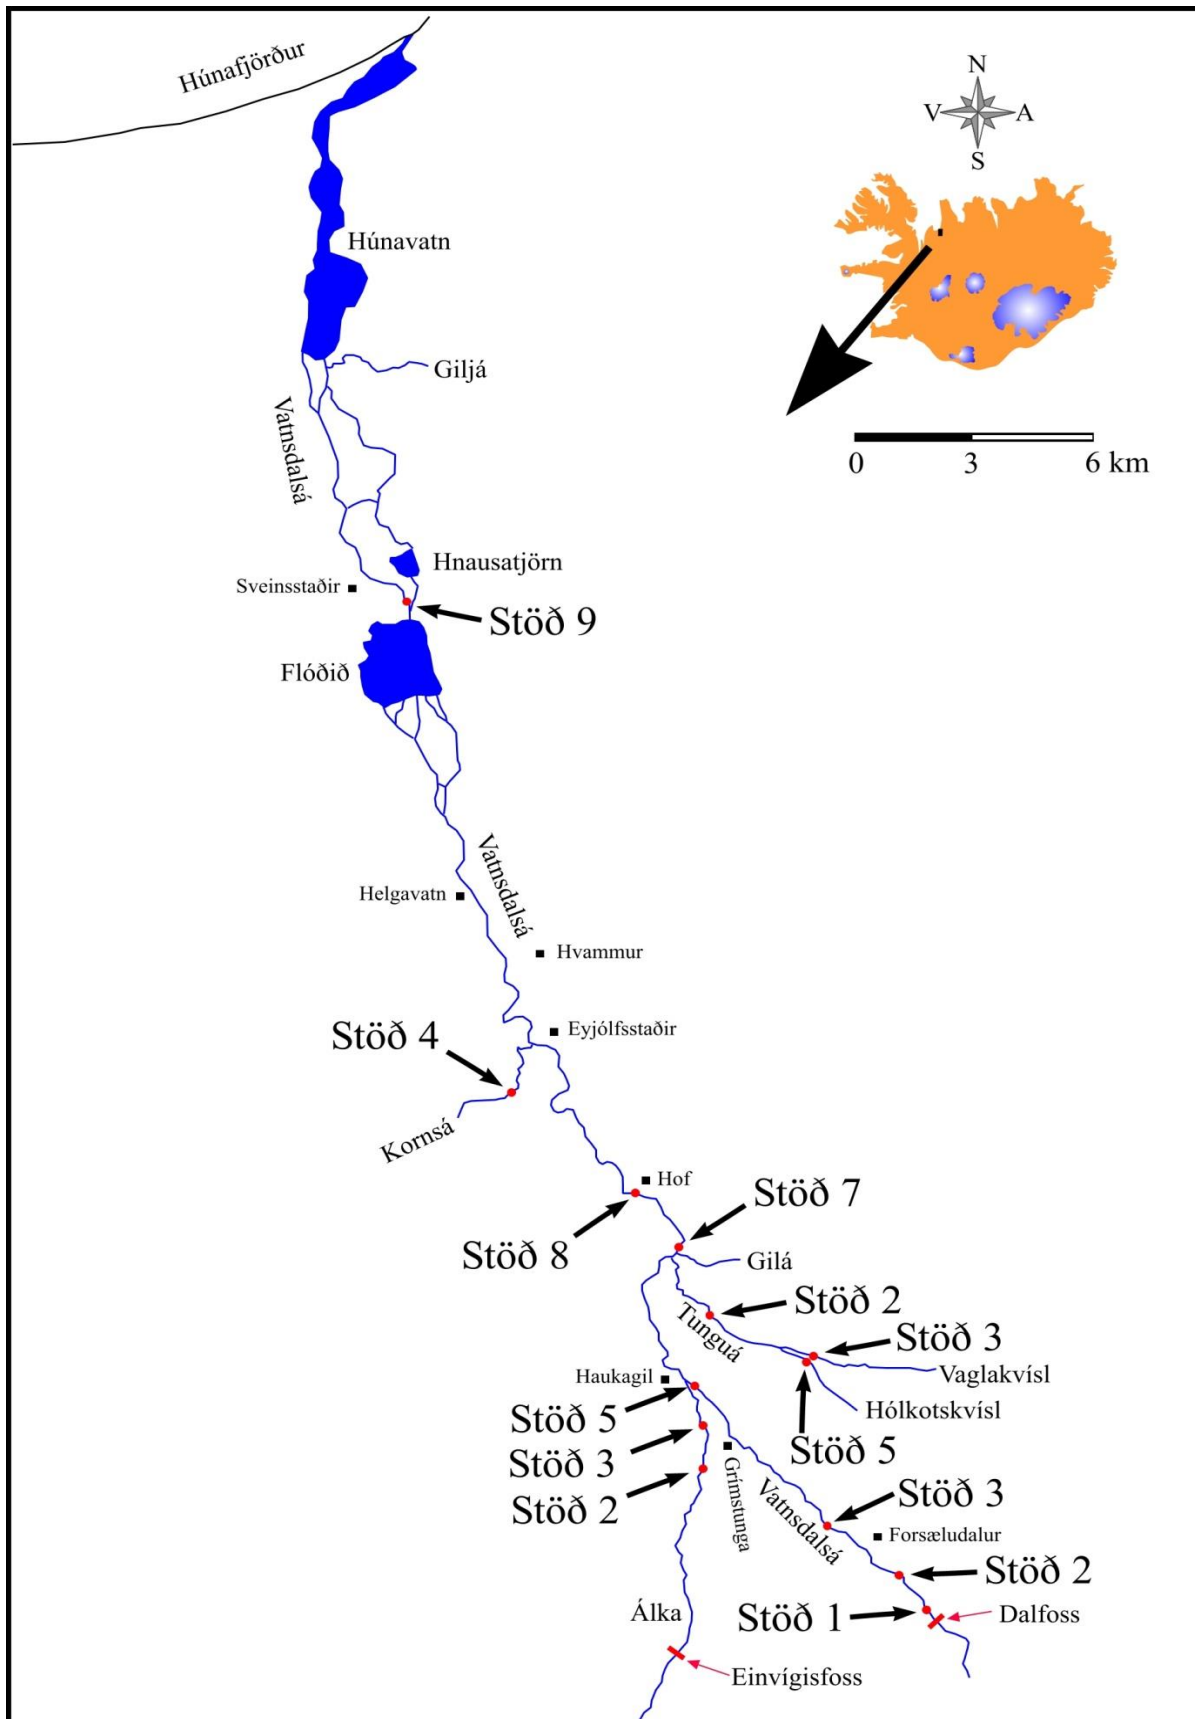 Húnafjörður
N
V
A
S
Húnavatn
Giljá
Vatnsdalsá
0
3
6 km
Hnausatjörn
Sveinsstaðir
Stöð 9
Flóðið
Vatnsdalsá
Helgavatn
Hvammur
Eyjólfsstaðir
Stöð 4
Kornsá
Hof
Stöð 7
Stöð 8
Gilá
Stöð 2
Tunguá
Stöð 3
Vaglakvísl
Haukagil
Hólkotskvísl
Stöð 5
Stöð 5
Stöð 3
Grímstunga
Stöð 2
Vatnsdalsá
Stöð 3
Forsæludalur
Stöð 2
Álka
Stöð 1
Dalfoss
Einvígisfoss